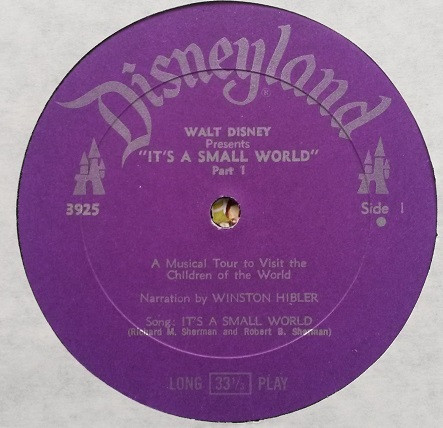 Disneyland®
WALT DISNEY
Presents
"IT'S A SMALL WORLD"
Part 1
3925
Side 1
A Musical Tour to Visit the
Children of the World
Narration by WINSTON HIBLER
Song: IT'S A SMALL WORLD
(Richard M. Sherman and Robert B. Sherman)
LONG 33⅓ PLAY